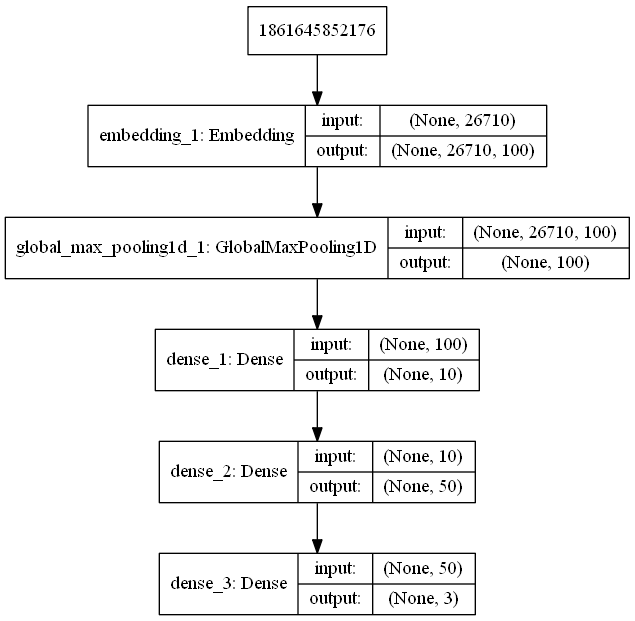 1861645852176
embedding_1: Embedding
input: (None, 26710)
output: (None, 26710, 100)
global_max_pooling1d_1: GlobalMaxPooling1D
input: (None, 26710, 100)
output: (None, 100)
dense_1: Dense
input: (None, 100)
output: (None, 10)
dense_2: Dense
input: (None, 10)
output: (None, 50)
dense_3: Dense
input: (None, 50)
output: (None, 3)